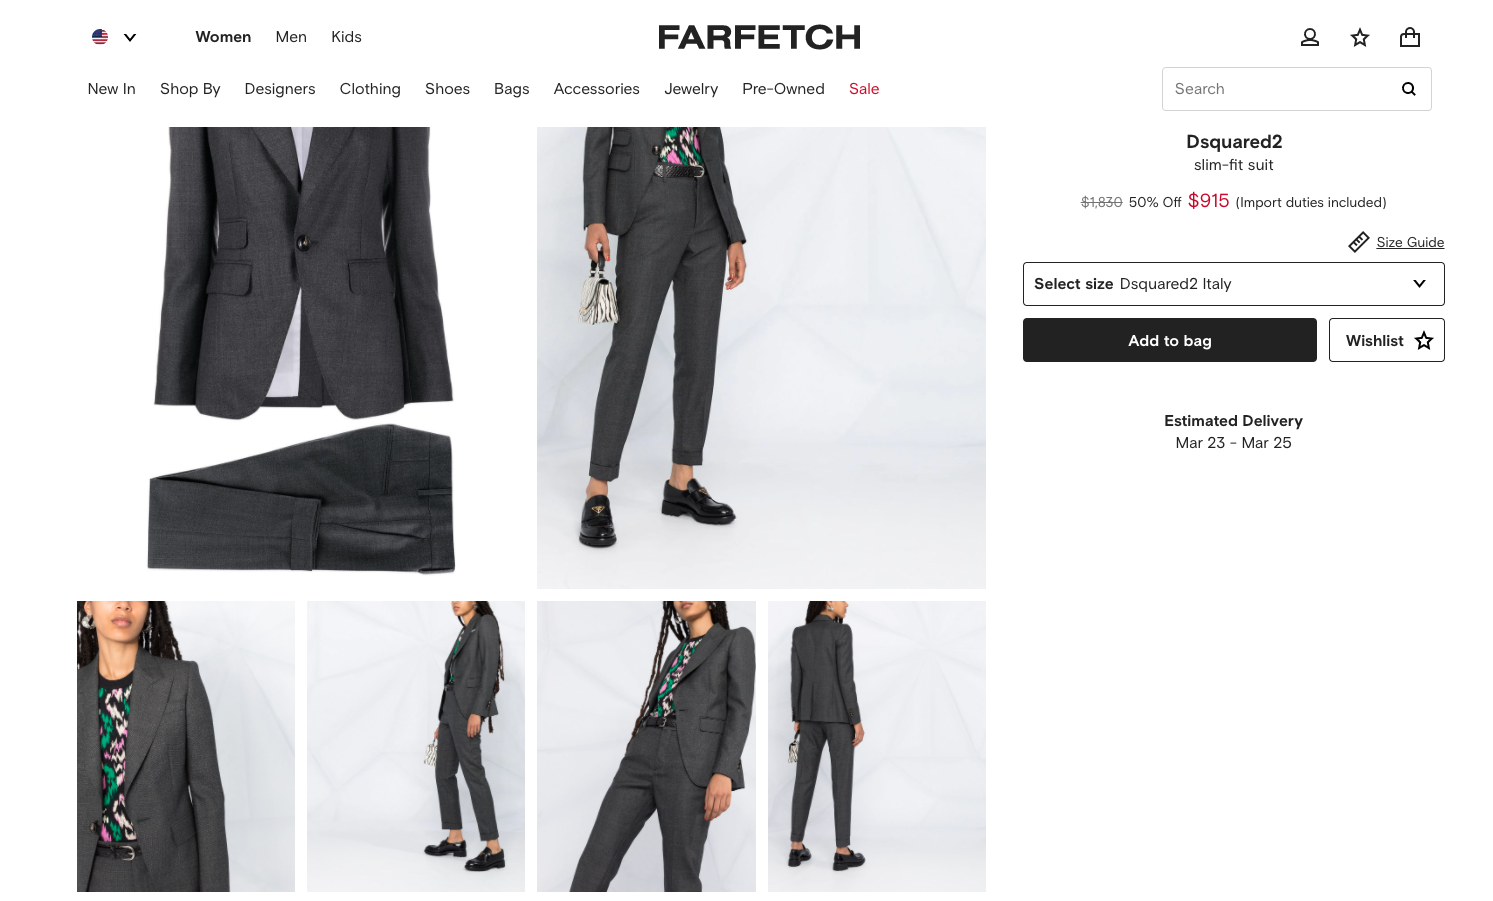 Women Men Kids
FARFETCH
New In Shop By Designers Clothing Shoes Bags Accessories Jewelry Pre-Owned Sale
Search
Dsquared2
slim-fit suit
$1,830 50% Off $915 (Import duties included)
Size Guide
Select size Dsquared2 Italy
Add to bag
Wishlist
Estimated Delivery
Mar 23 - Mar 25